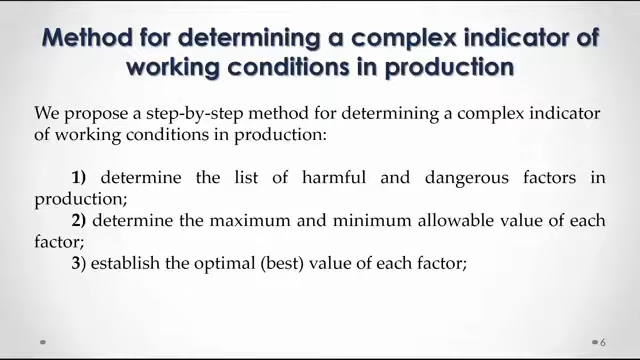 Method for determining a complex indicator of
working conditions in production
We propose a step-by-step method for determining a complex indicator
of working conditions in production:
1) determine the list of harmful and dangerous factors in
production;
2) determine the maximum and minimum allowable value of each
factor;
3) establish the optimal (best) value of each factor;
6